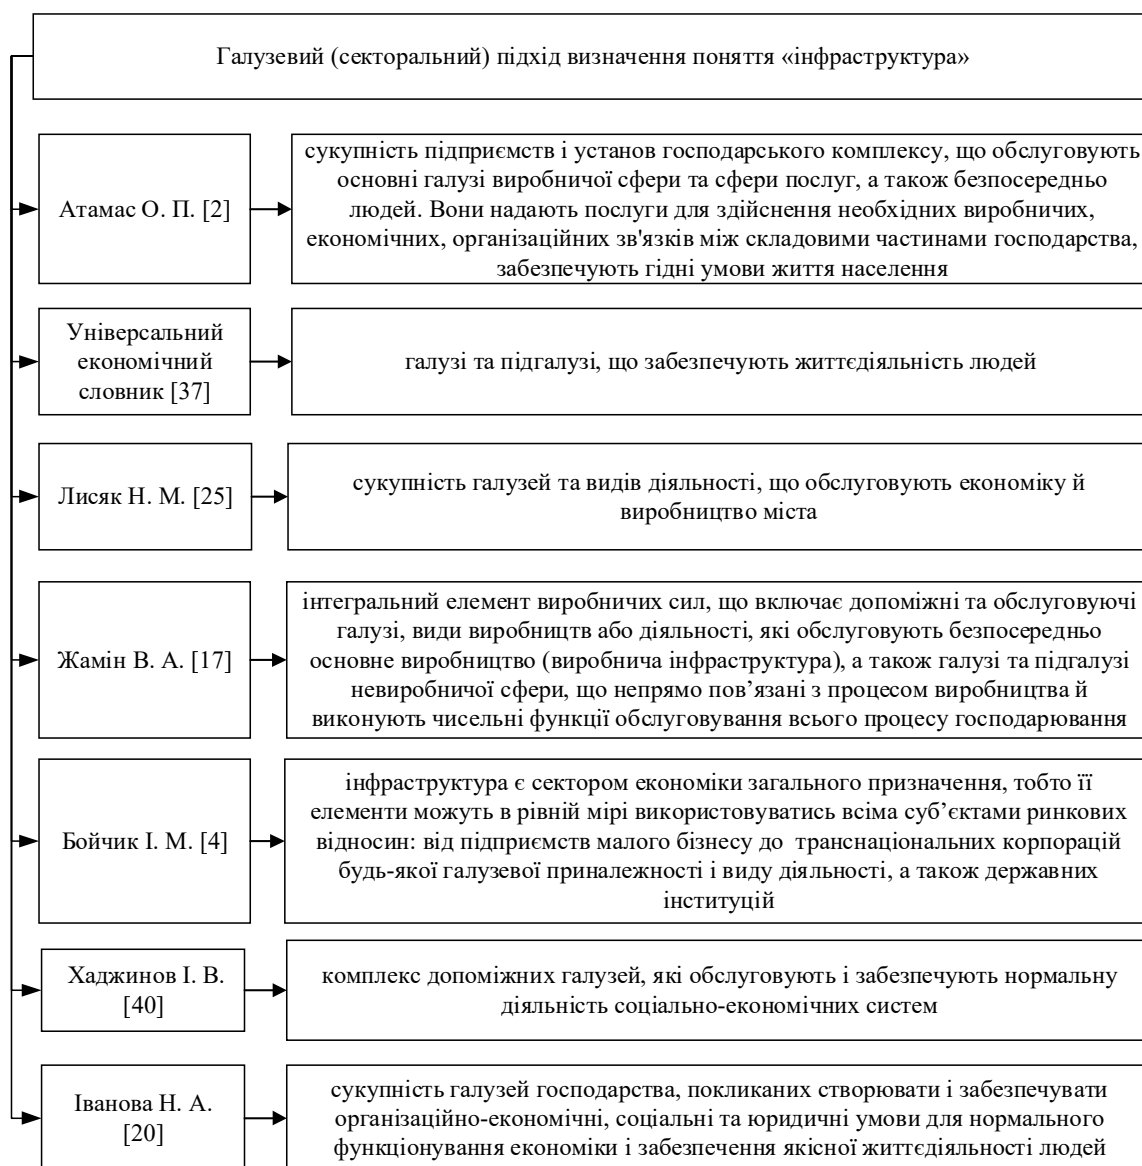 Галузевий (секторальний) підхід визначення поняття «інфраструктура»
Атамас О. П. [2]
сукупність підприємств і установ господарського комплексу, що обслуговують
основні галузі виробничої сфери та сфери послуг, а також безпосередньо
людей. Вони надають послуги для здійснення необхідних виробничих,
економічних, організаційних зв'язків між складовими частинами господарства,
забезпечують гідні умови життя населення
Універсальний
економічний
словник [37]
галузі та підгалузі, що забезпечують життєдіяльність людей
Лисяк Н. М. [25]
сукупність галузей та видів діяльності, що обслуговують економіку й
виробництво міста
Жамін В. А. [17]
інтегральний елемент виробничих сил, що включає допоміжні та обслуговуючі
галузі, види виробництв або діяльності, які обслуговують безпосередньо
основне виробництво (виробнича інфраструктура), а також галузі та підгалузі
невиробничої сфери, що непрямо пов’язані з процесом виробництва й
виконують чисельні функції обслуговування всього процесу господарювання
Бойчик І. М. [4]
інфраструктура є сектором економіки загального призначення, тобто її
елементи можуть в рівній мірі використовуватись всіма суб’єктами ринкових
відносин: від підприємств малого бізнесу до транснаціональних корпорацій
будь-якої галузевої приналежності і виду діяльності, а також державних
інституцій
Хаджинов І. В.
[40]
комплекс допоміжних галузей, які обслуговують і забезпечують нормальну
діяльність соціально-економічних систем
Іванова Н. А.
[20]
сукупність галузей господарства, покликаних створювати і забезпечувати
організаційно-економічні, соціальні та юридичні умови для нормального
функціонування економіки і забезпечення якісної життєдіяльності людей